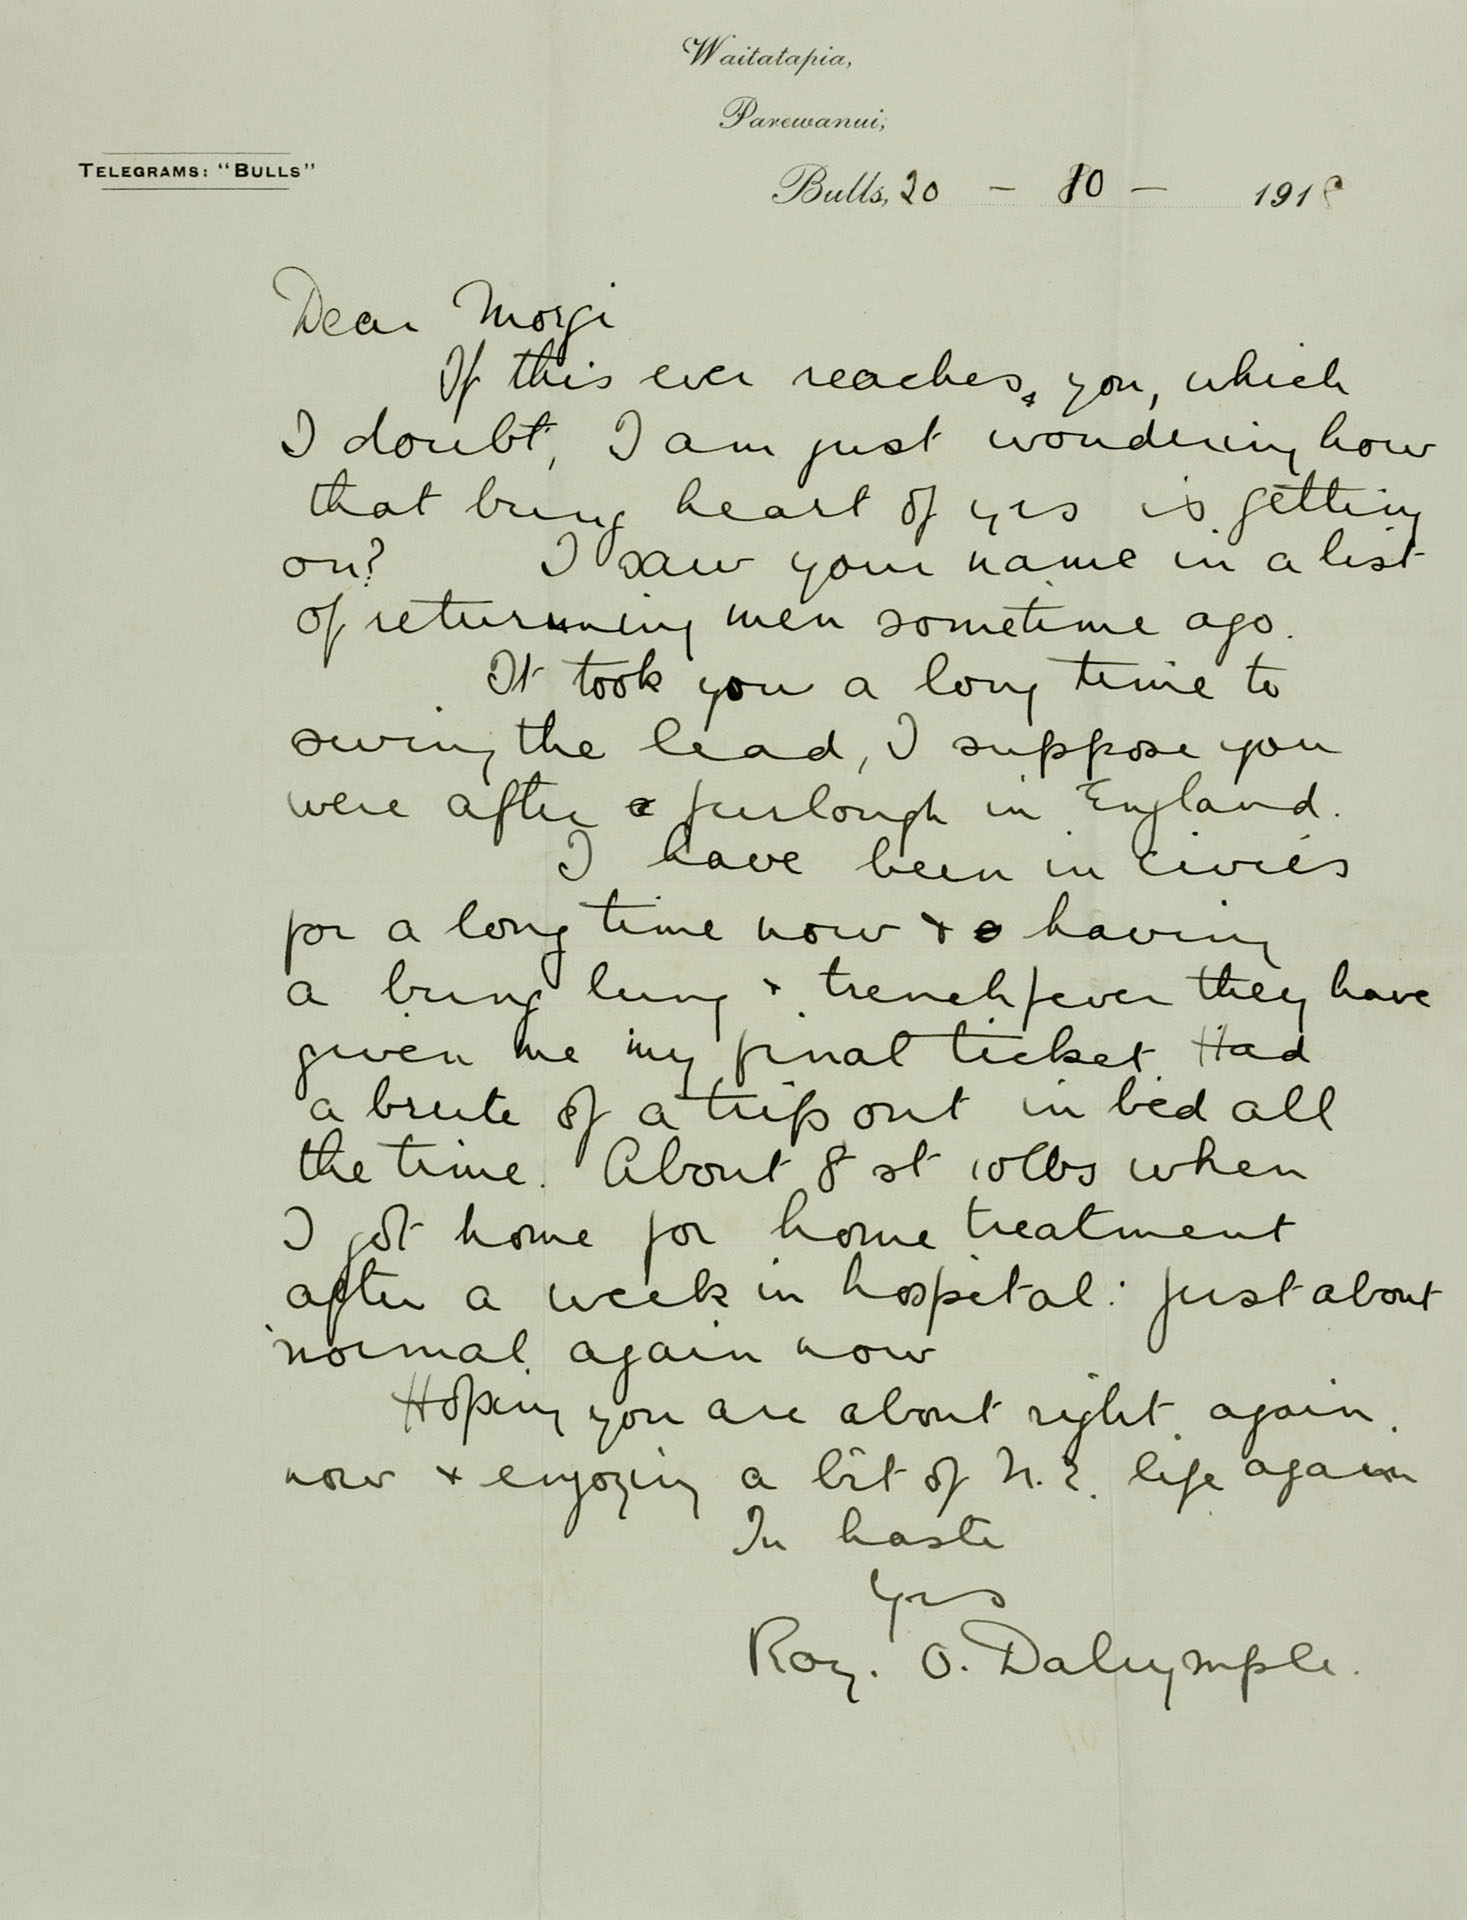 Waitatapia,
Parewanui,
TELEGRAMS: "BULLS"
Bulls, 20 - 10 - 1918
Dear Morgi
If this ever reaches you, which
I doubt, I am just wondering how
that bung heart of yrs is getting
on? I saw your name in a list
of returning men sometime ago.
It took you a long time to
swing the lead, I suppose you
were after a furlough in England.
I have been in civies
for a long time now & having
a bung lung & trench fever they have
given me my final ticket. Had
a brute of a trip out in bed all
the time. About 8 st 10 lbs when
I got home for home treatment
after a week in hospital: just about
normal again now
Hoping you are about right again
now & enjoying a bit of N.Z. life again
In haste
Yrs
Roy. O. Dalrymple.